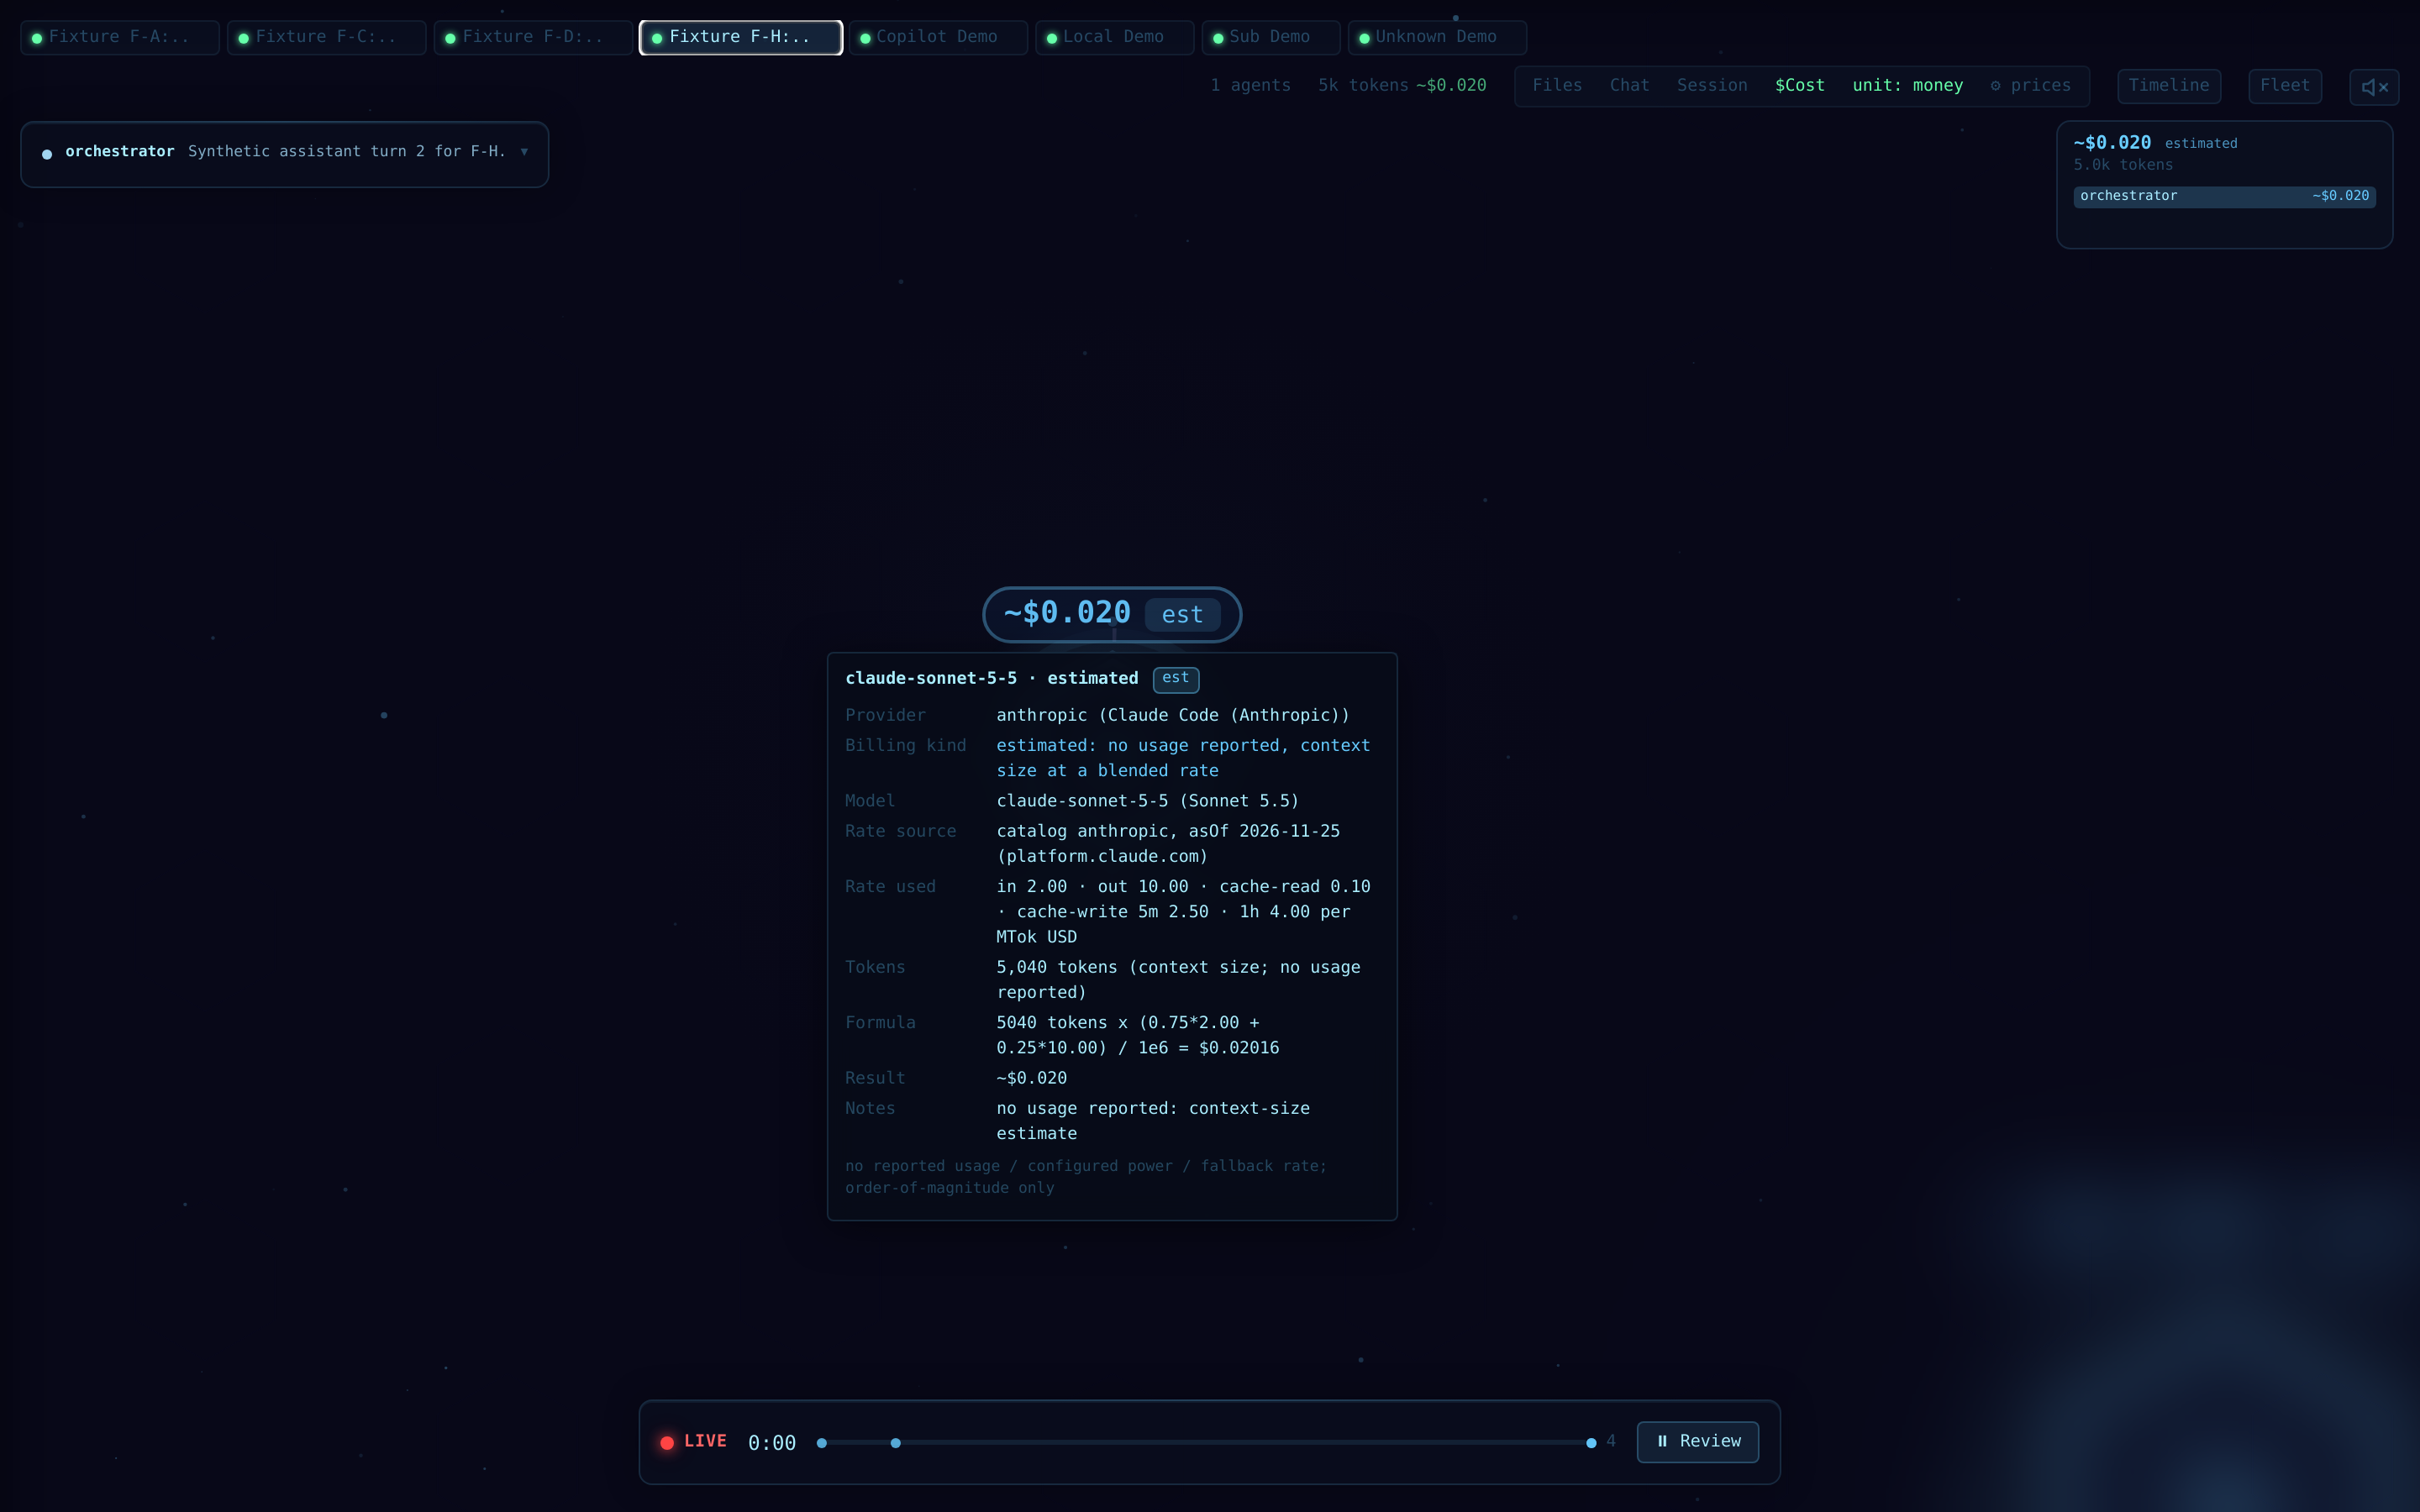 Fixture F-A:..
Fixture F-C:..
Fixture F-D:..
Fixture F-H:..
Copilot Demo
Local Demo
Sub Demo
Unknown Demo
1 agents 5k tokens ~$0.020
Files Chat Session $Cost unit: money ⚙ prices
Timeline
Fleet
orchestrator Synthetic assistant turn 2 for F-H. ▼
~$0.020 estimated
5.0k tokens
orchestrator ~$0.020
~$0.020 est
claude-sonnet-5-5 · estimated est
Provider anthropic (Claude Code (Anthropic))
Billing kind estimated: no usage reported, context
size at a blended rate
Model claude-sonnet-5-5 (Sonnet 5.5)
Rate source catalog anthropic, asOf 2026-11-25
(platform.claude.com)
Rate used in 2.00 · out 10.00 · cache-read 0.10
· cache-write 5m 2.50 · 1h 4.00 per
MTok USD
Tokens 5,040 tokens (context size; no usage
reported)
Formula 5040 tokens x (0.75*2.00 +
0.25*10.00) / 1e6 = $0.02016
Result ~$0.020
Notes no usage reported: context-size
estimate
no reported usage / configured power / fallback rate;
order-of-magnitude only
LIVE 0:00 4 Review